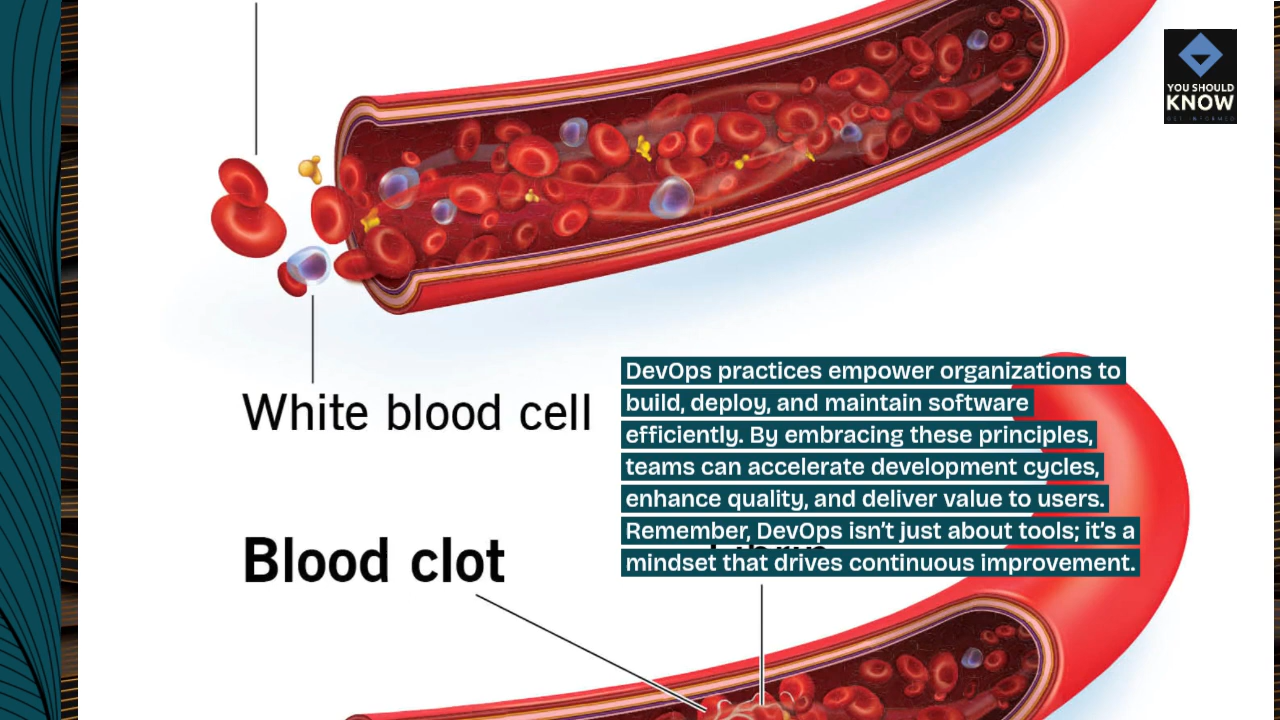 YOU SHOULD
KNOW
GET INFORMED
White blood cell
DevOps practices empower organizations to
build, deploy, and maintain software
efficiently. By embracing these principles,
teams can accelerate development cycles,
enhance quality, and deliver value to users.
Remember, DevOps isn’t just about tools; it’s a
mindset that drives continuous improvement.
Blood clot